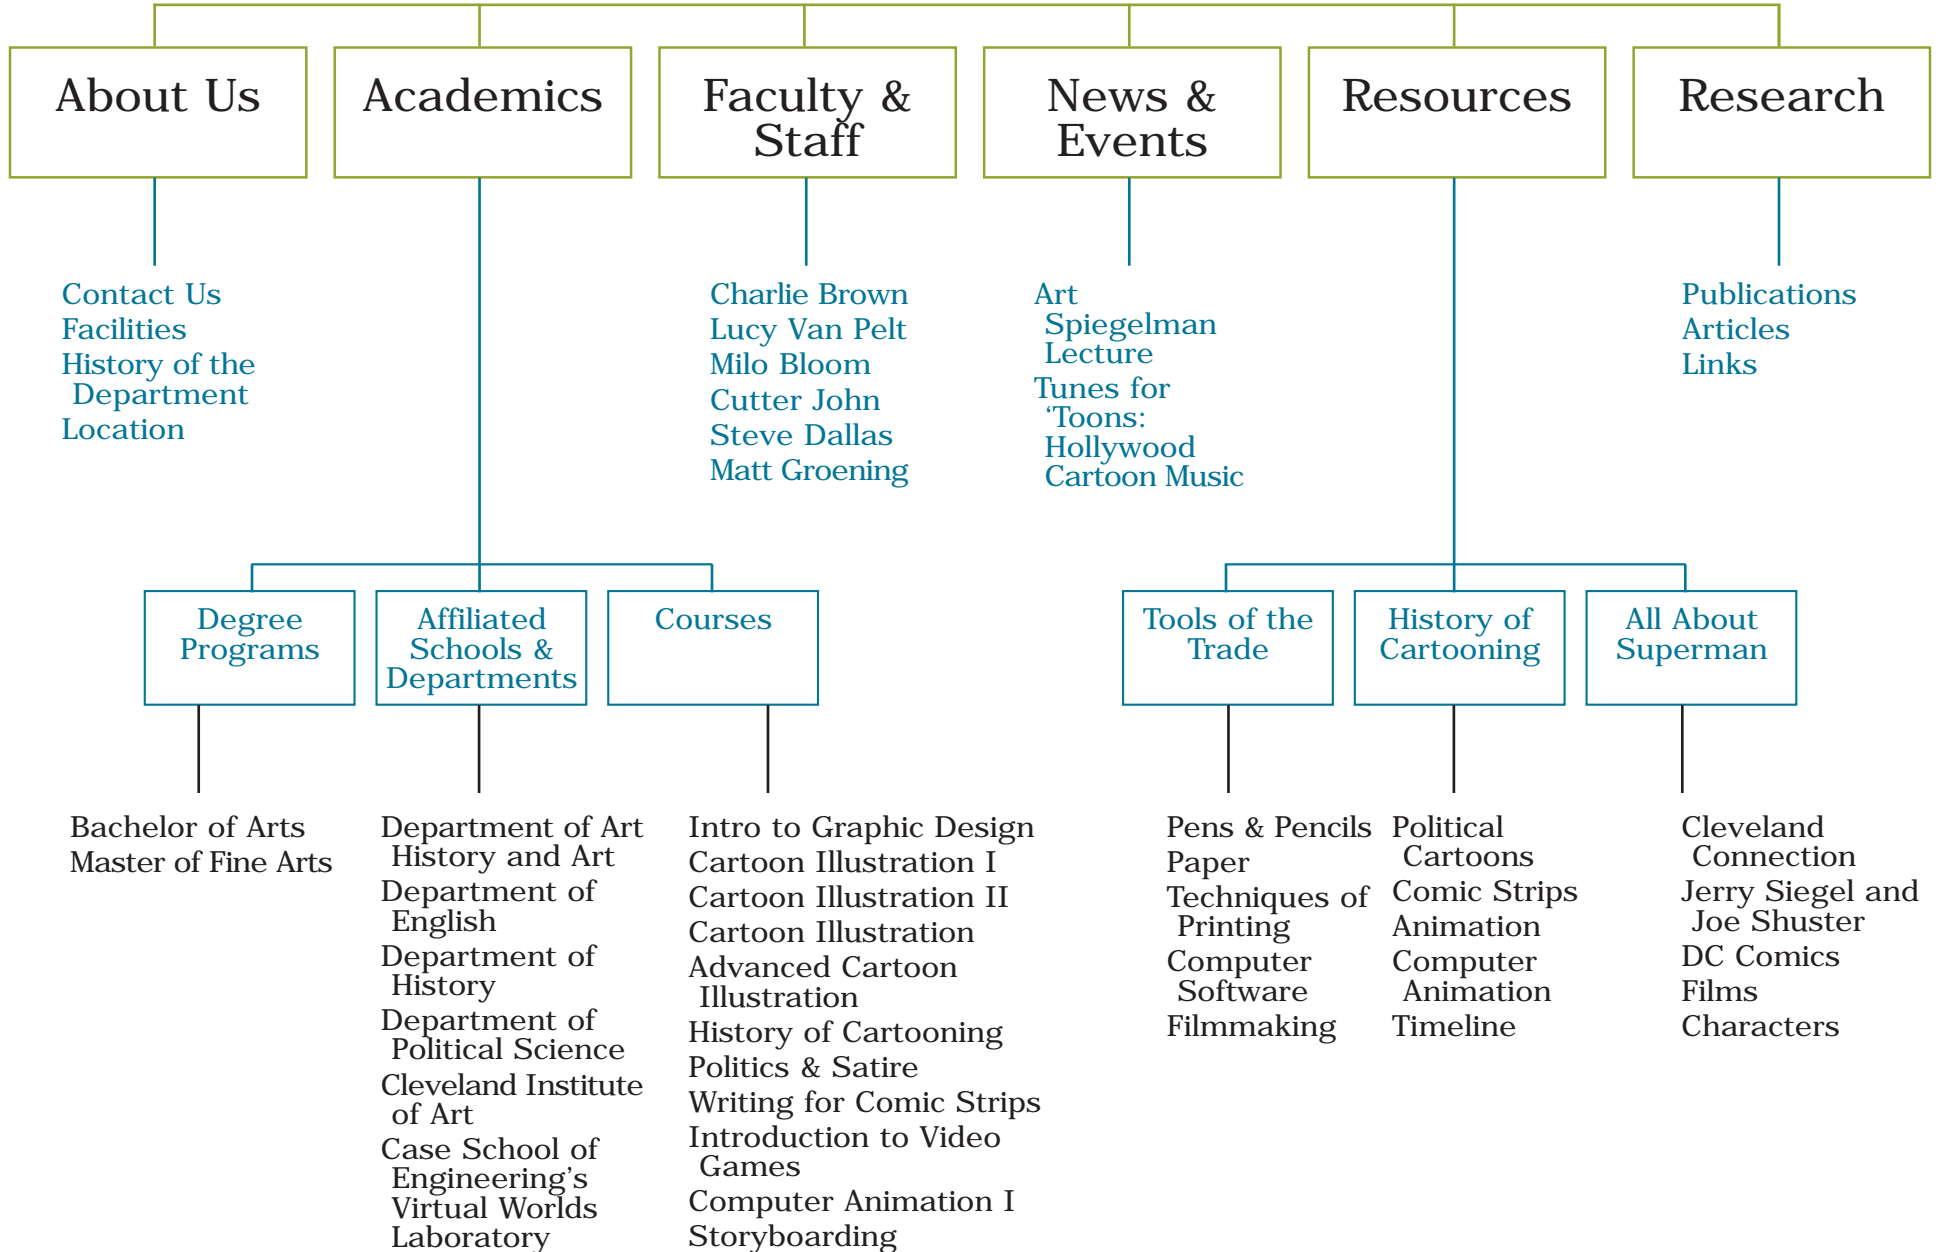 About Us
Academics
Faculty &
Staff
News &
Events
Resources
Research
Contact Us
Facilities
History of the
Department
Location
Charlie Brown
Lucy Van Pelt
Milo Bloom
Cutter John
Steve Dallas
Matt Groening
Art
Spiegelman
Lecture
Tunes for
‘Toons:
Hollywood
Cartoon Music
Publications
Articles
Links
Degree
Programs
Affiliated
Schools &
Departments
Courses
Tools of the
Trade
History of
Cartooning
All About
Superman
Bachelor of Arts
Master of Fine Arts
Department of Art
History and Art
Department of
English
Department of
History
Department of
Political Science
Cleveland Institute
of Art
Case School of
Engineering’s
Virtual Worlds
Laboratory
Intro to Graphic Design
Cartoon Illustration I
Cartoon Illustration II
Cartoon Illustration
Advanced Cartoon
Illustration
History of Cartooning
Politics & Satire
Writing for Comic Strips
Introduction to Video
Games
Computer Animation I
Storyboarding
Pens & Pencils
Paper
Techniques of
Printing
Computer
Software
Filmmaking
Political
Cartoons
Comic Strips
Animation
Computer
Animation
Timeline
Cleveland
Connection
Jerry Siegel and
Joe Shuster
DC Comics
Films
Characters